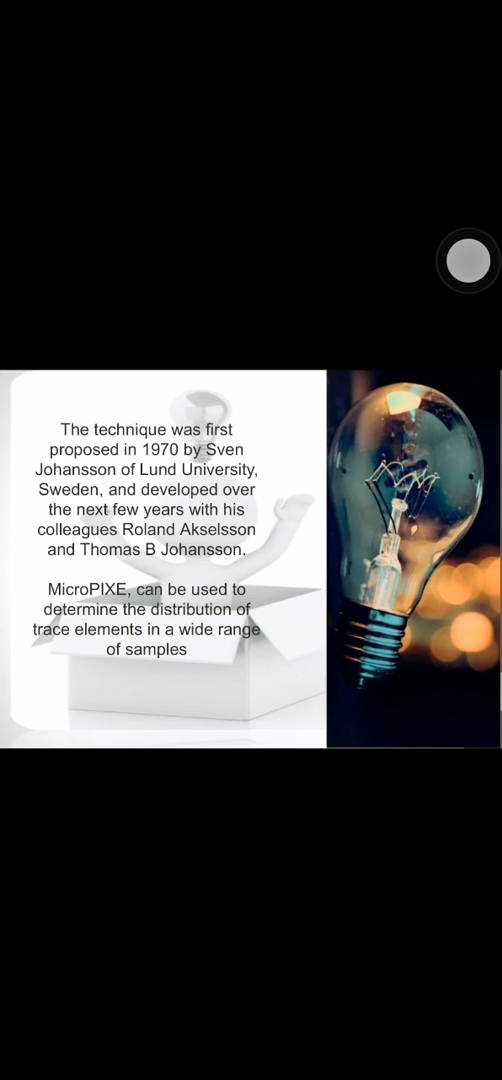 The technique was first
proposed in 1970 by Sven
Johansson of Lund University,
Sweden, and developed over
the next few years with his
colleagues Roland Akselsson
and Thomas B Johansson.
MicroPIXE, can be used to
determine the distribution of
trace elements in a wide range
of samples